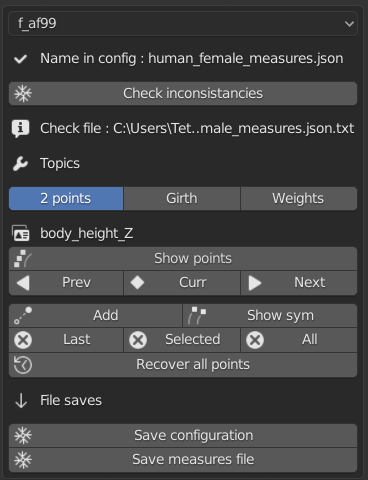 f_af99
Name in config : human_female_measures.json
Check inconsistancies
Check file : C:\Users\Tet..male_measures.json.txt
Topics
2 points Girth Weights
body_height_Z
Show points
Prev Curr Next
Add Show sym
Last Selected All
Recover all points
File saves
Save configuration
Save measures file